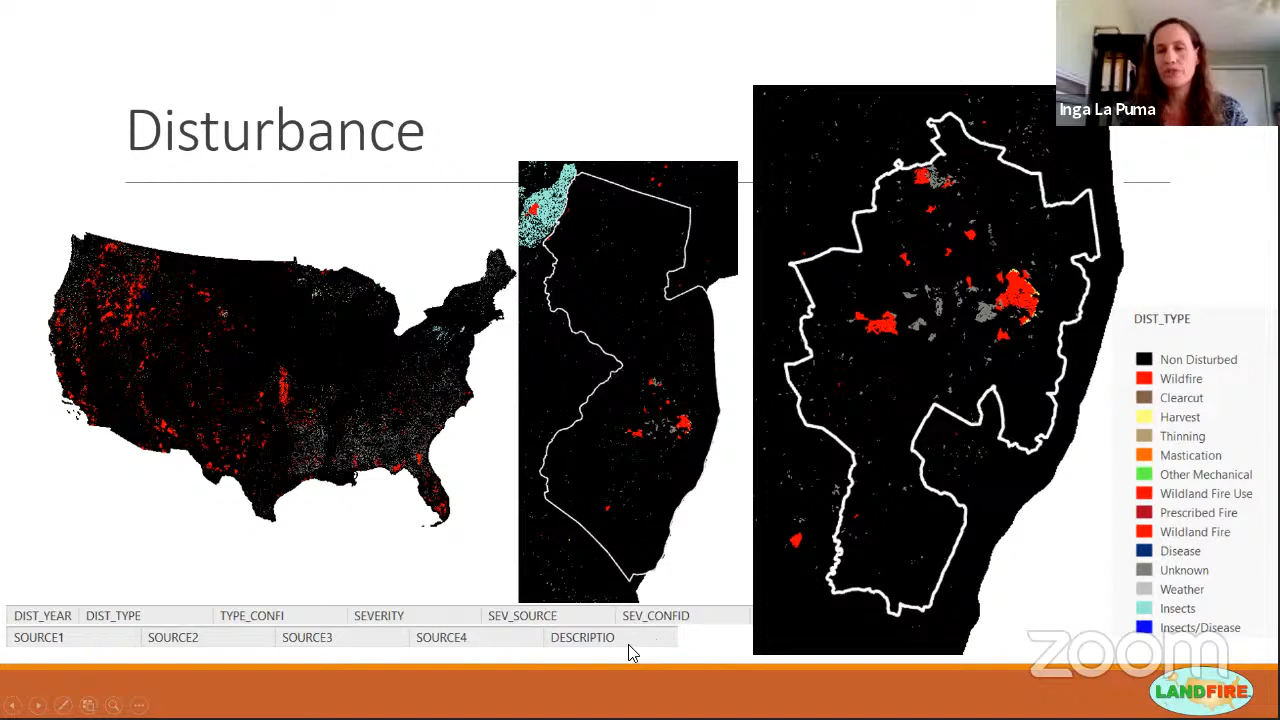 Inga La Puma
Disturbance
DIST_TYPE
Non Disturbed
Wildfire
Clearcut
Harvest
Thinning
Mastication
Other Mechanical
Wildland Fire Use
Prescribed Fire
Wildland Fire
Disease
Unknown
Weather
Insects
Insects/Disease
DIST_YEAR DIST_TYPE TYPE_CONFI SEVERITY SEV_SOURCE SEV_CONFID
SOURCE1 SOURCE2 SOURCE3 SOURCE4 DESCRIPTIO
zoom
LANDFIRE